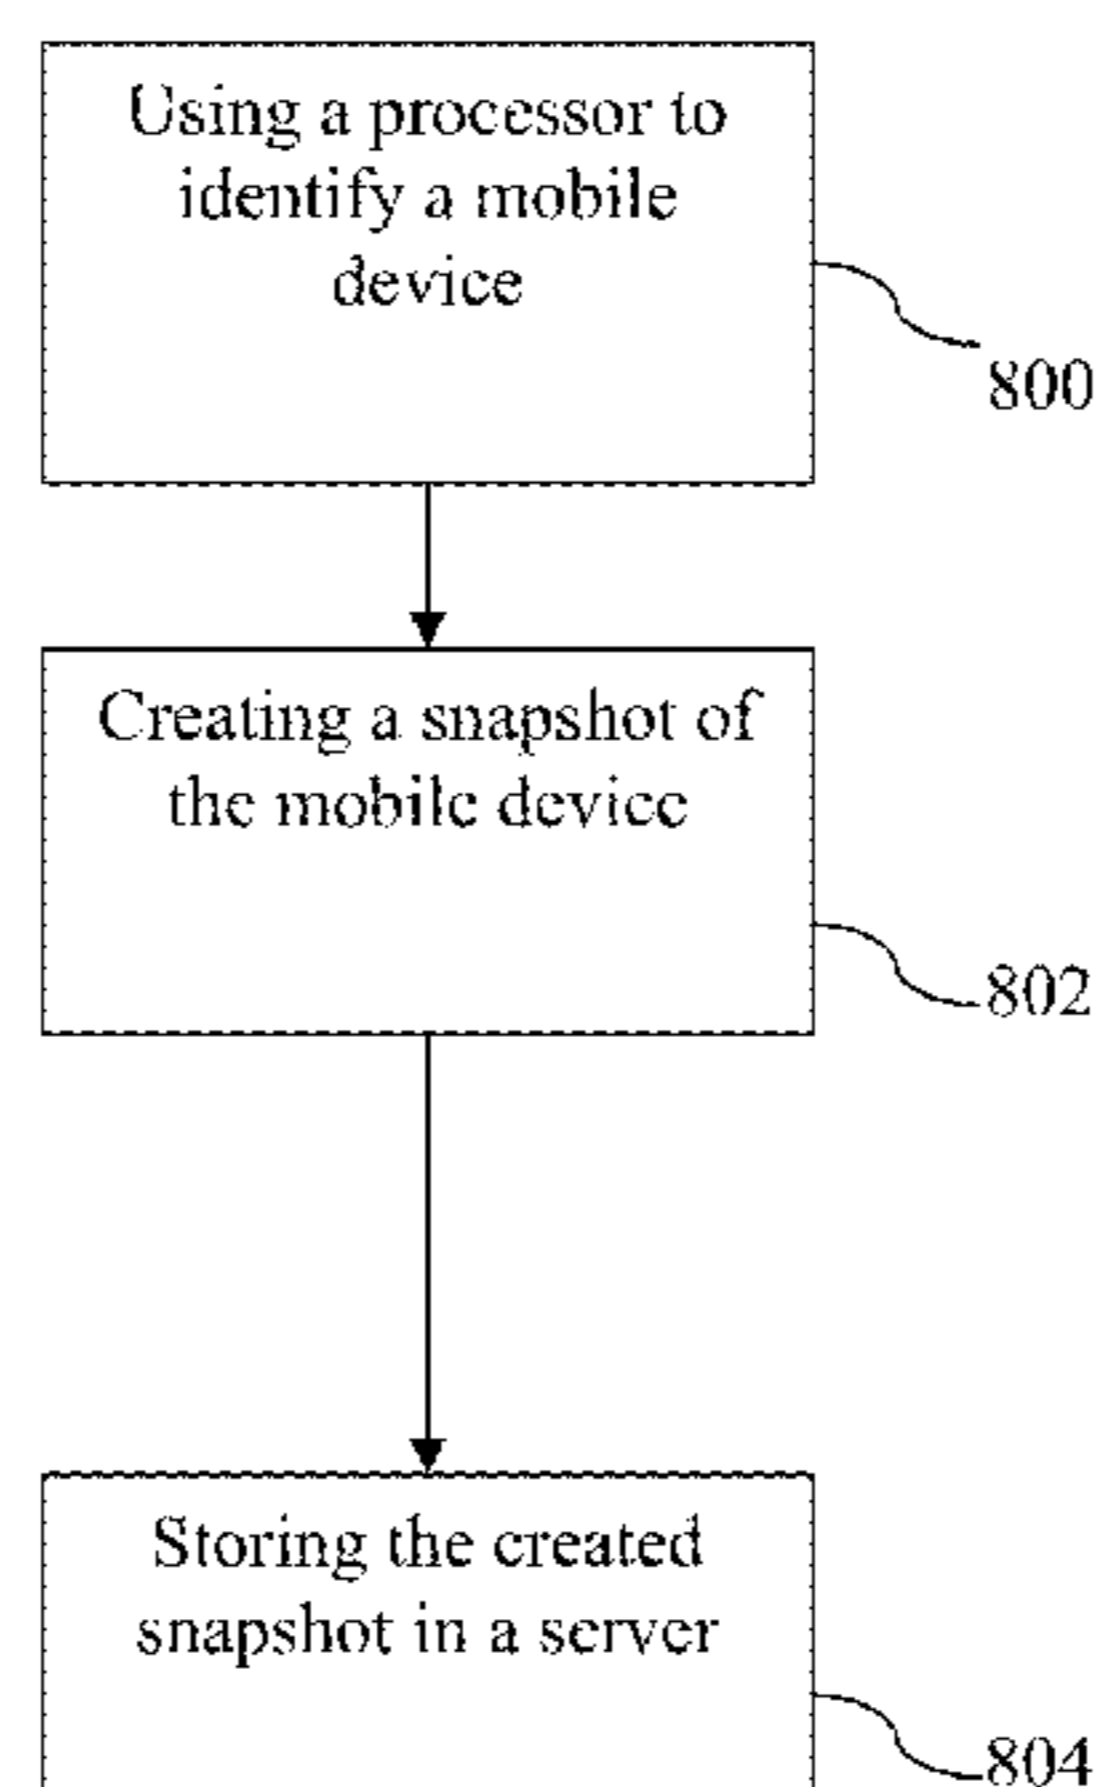 Using a processor to
identify a mobile
device
800
Creating a snapshot of
the mobile device
802
Storing the created
snapshot in a server
804